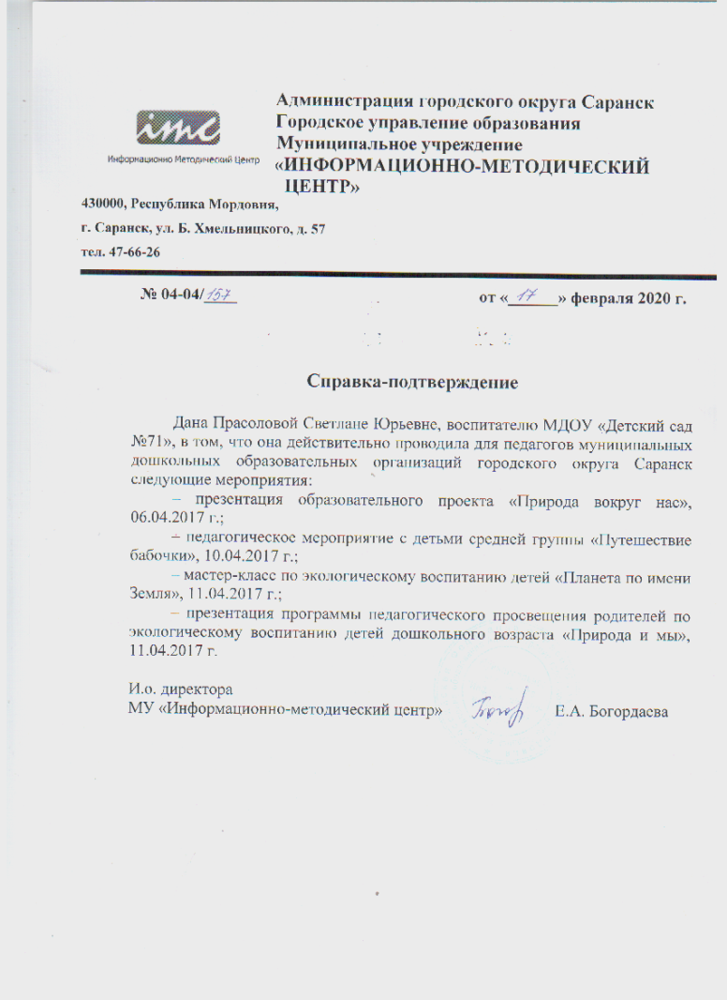 Администрация городского округа Саранск
Городское управление образования
Муниципальное учреждение
«ИНФОРМАЦИОННО-МЕТОДИЧЕСКИЙ
ЦЕНТР»
imc
Информационно Методический Центр
430000, Республика Мордовия,
г. Саранск, ул. Б. Хмельницкого, д. 57
тел. 47-66-26
№ 04-04/157 от «17» февраля 2020 г.
Справка-подтверждение
Дана Прасоловой Светлане Юрьевне, воспитателю МДОУ «Детский сад
№71», в том, что она действительно проводила для педагогов муниципальных
дошкольных образовательных организаций городского округа Саранск
следующие мероприятия:
– презентация образовательного проекта «Природа вокруг нас»,
06.04.2017 г.;
– педагогическое мероприятие с детьми средней группы «Путешествие
бабочки», 10.04.2017 г.;
– мастер-класс по экологическому воспитанию детей «Планета по имени
Земля», 11.04.2017 г.;
– презентация программы педагогического просвещения родителей по
экологическому воспитанию детей дошкольного возраста «Природа и мы»,
11.04.2017 г.
И.о. директора
МУ «Информационно-методический центр» Е.А. Богордаева